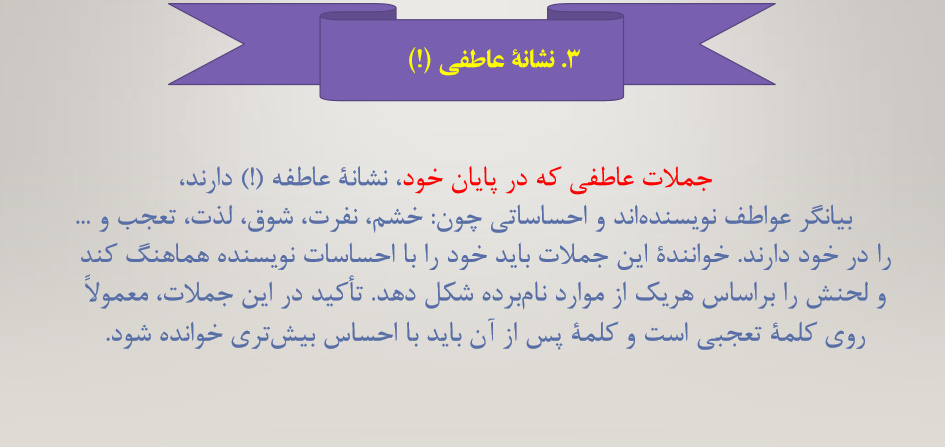 ۳. نشانهٔ عاطفی (!)
جملات عاطفی که در پایان خود، نشانهٔ عاطفه (!) دارند،
بیانگر عواطف نویسنده‌اند و احساساتی چون: خشم، نفرت، شوق، لذت، تعجب و ...
را در خود دارند. خوانندهٔ این جملات باید خود را با احساسات نویسنده هماهنگ کند
و لحنش را براساس هریک از موارد نام‌برده شکل دهد. تأکید در این جملات، معمولاً
روی کلمهٔ تعجبی است و کلمهٔ پس از آن باید با احساس بیش‌تری خوانده شود.